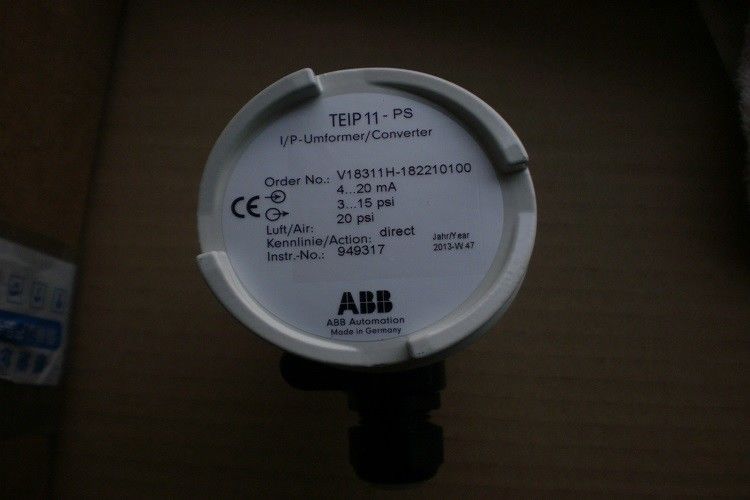 TEIP11-PS
I/P-Umformer/Converter
Order No.: V18311H-182210100
4...20 mA
3...15 psi
CE
Luft/Air: 20 psi
Kennlinie/Action: direct
Instr.-No.: 949317
Jahr/Year
2013-W 47
ABB
ABB Automation
Made in Germany